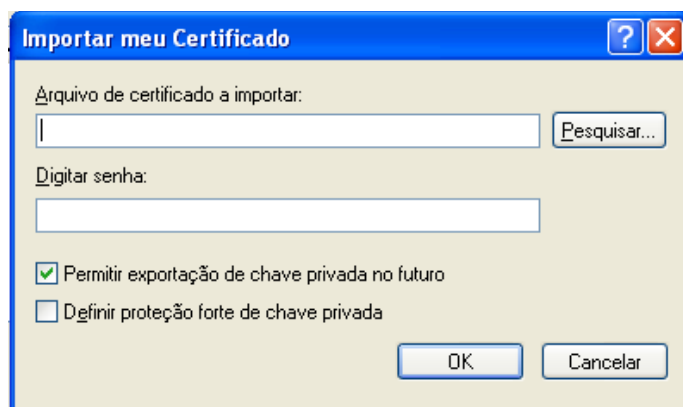 Importar meu Certificado
Arquivo de certificado a importar:
Pesquisar...
Digitar senha:
Permitir exportação de chave privada no futuro
Definir proteção forte de chave privada
OK Cancelar